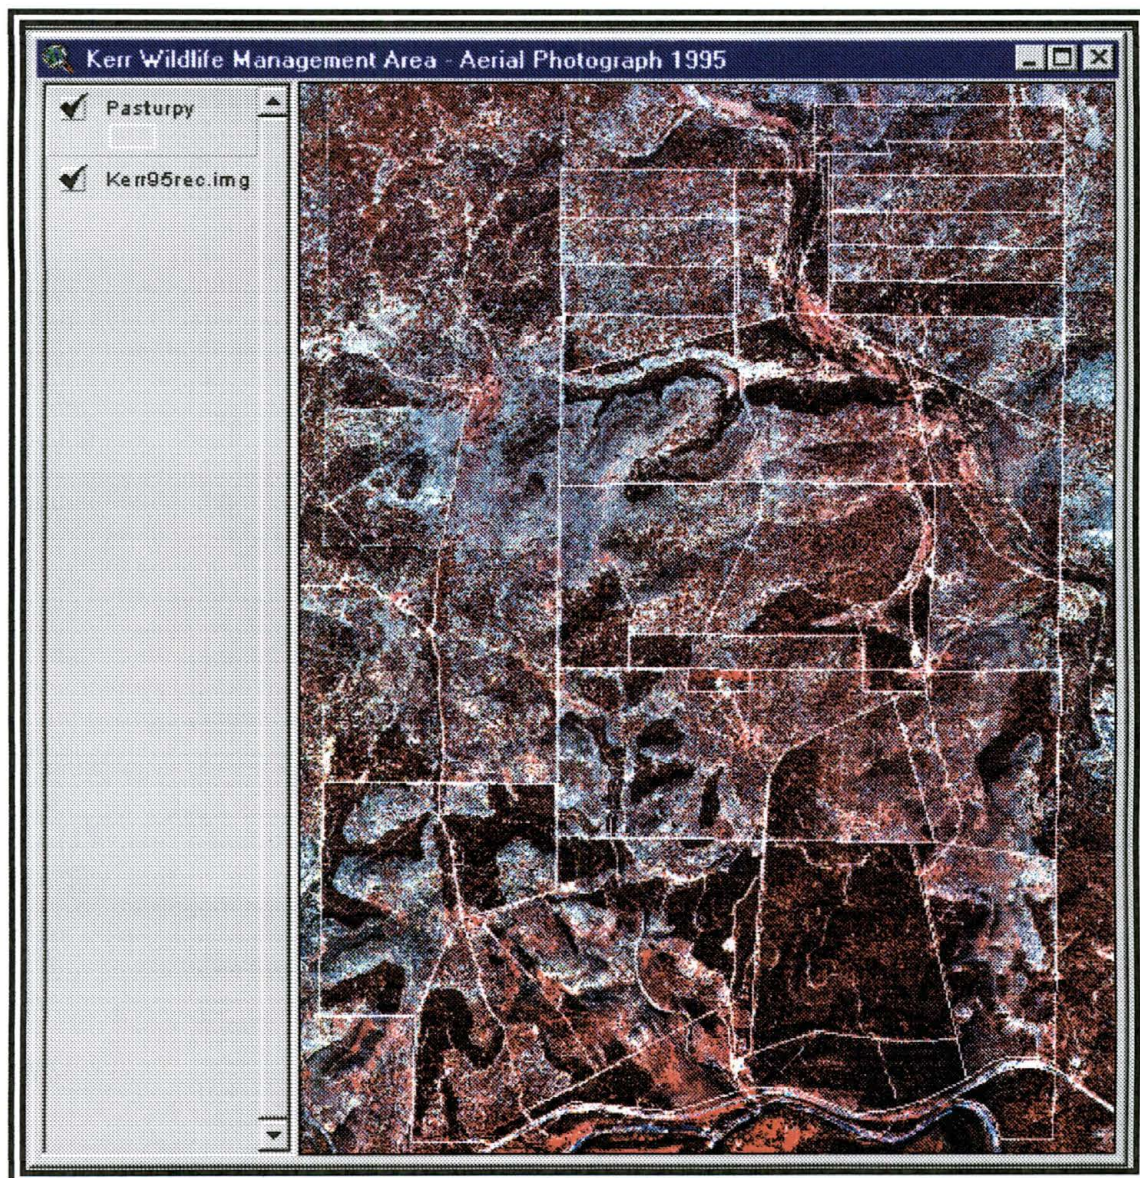 Kerr Wildlife Management Area - Aerial Photograph 1995
Pasturpy
Kerr95rec.img